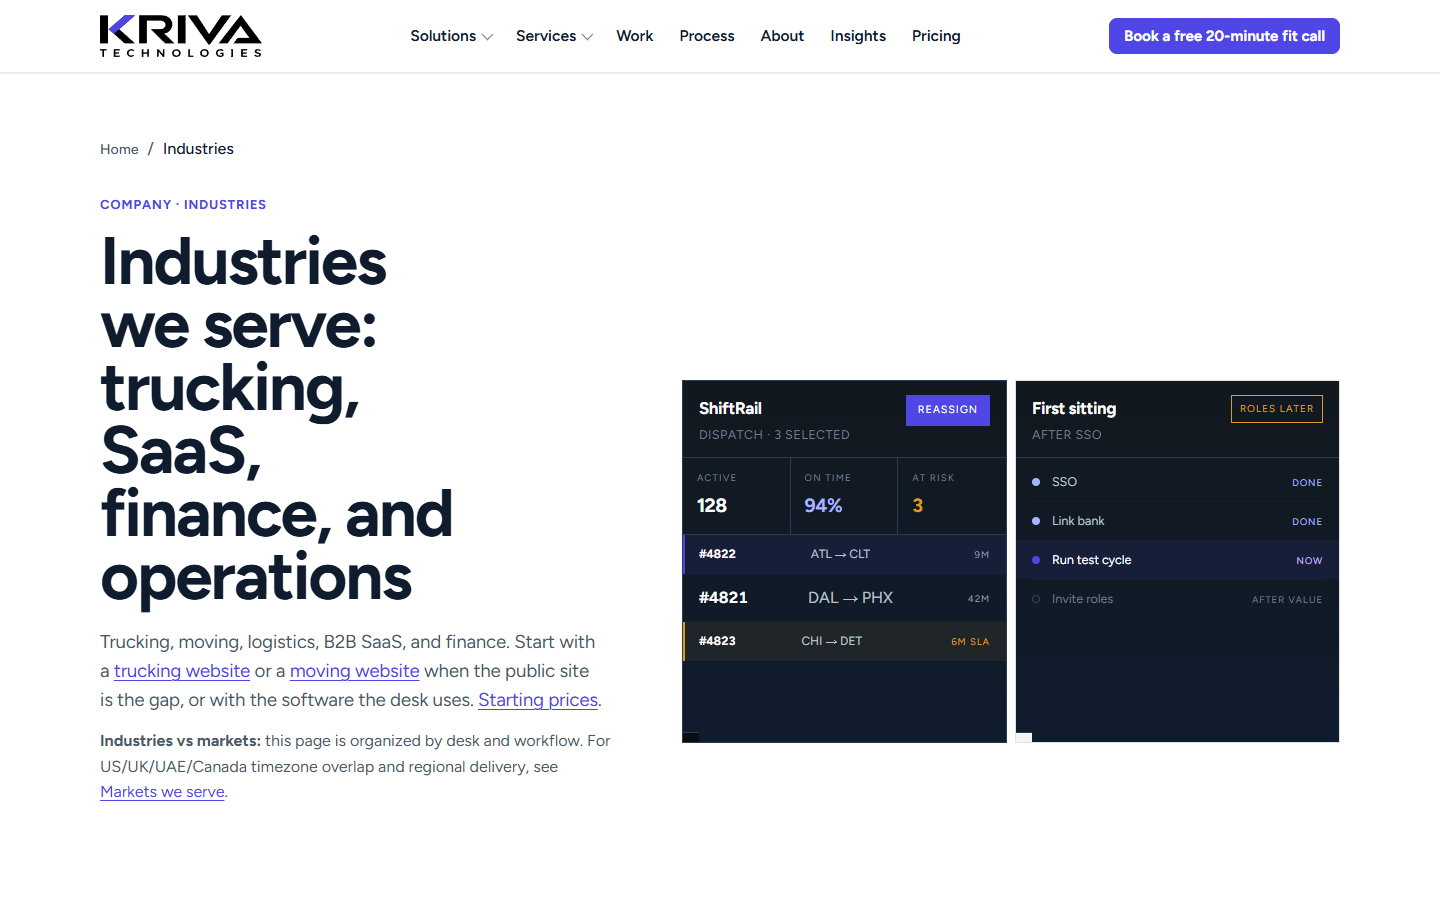 KRIVA
TECHNOLOGIES
Solutions
Services
Work
Process
About
Insights
Pricing
Book a free 20-minute fit call
Home / Industries
COMPANY · INDUSTRIES
Industries
we serve:
trucking,
SaaS,
finance, and
operations
Trucking, moving, logistics, B2B SaaS, and finance. Start with
a trucking website or a moving website when the public site
is the gap, or with the software the desk uses. Starting prices.
Industries vs markets: this page is organized by desk and workflow. For
US/UK/UAE/Canada timezone overlap and regional delivery, see
Markets we serve.
ShiftRail
REASSIGN
DISPATCH · 3 SELECTED
ACTIVE
128
ON TIME
94%
AT RISK
3
#4822 ATL → CLT 9M
#4821 DAL → PHX 42M
#4823 CHI → DET 6M SLA
First sitting
ROLES LATER
AFTER SSO
SSO DONE
Link bank DONE
Run test cycle NOW
Invite roles AFTER VALUE